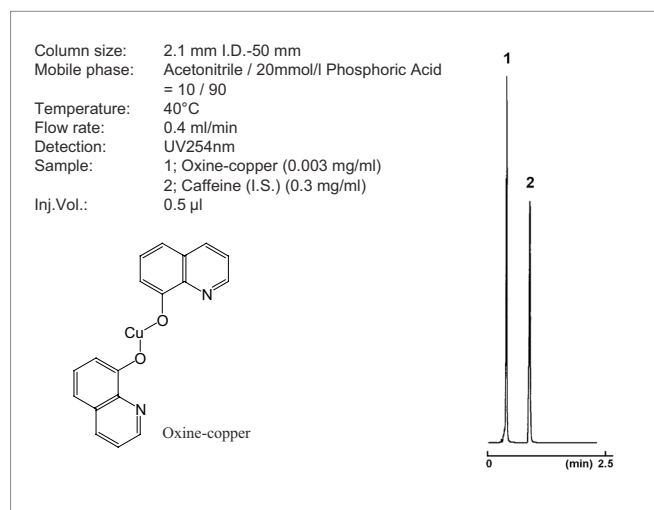 Column size: 2.1 mm I.D.-50 mm
Mobile phase: Acetonitrile / 20mmol/l Phosphoric Acid
= 10 / 90
Temperature: 40°C
Flow rate: 0.4 ml/min
Detection: UV254nm
Sample: 1; Oxine-copper (0.003 mg/ml)
2; Caffeine (I.S.) (0.3 mg/ml)
Inj.Vol.: 0.5 µl
1
2
N
O
Cu
O
N
Oxine-copper
0 (min) 2.5